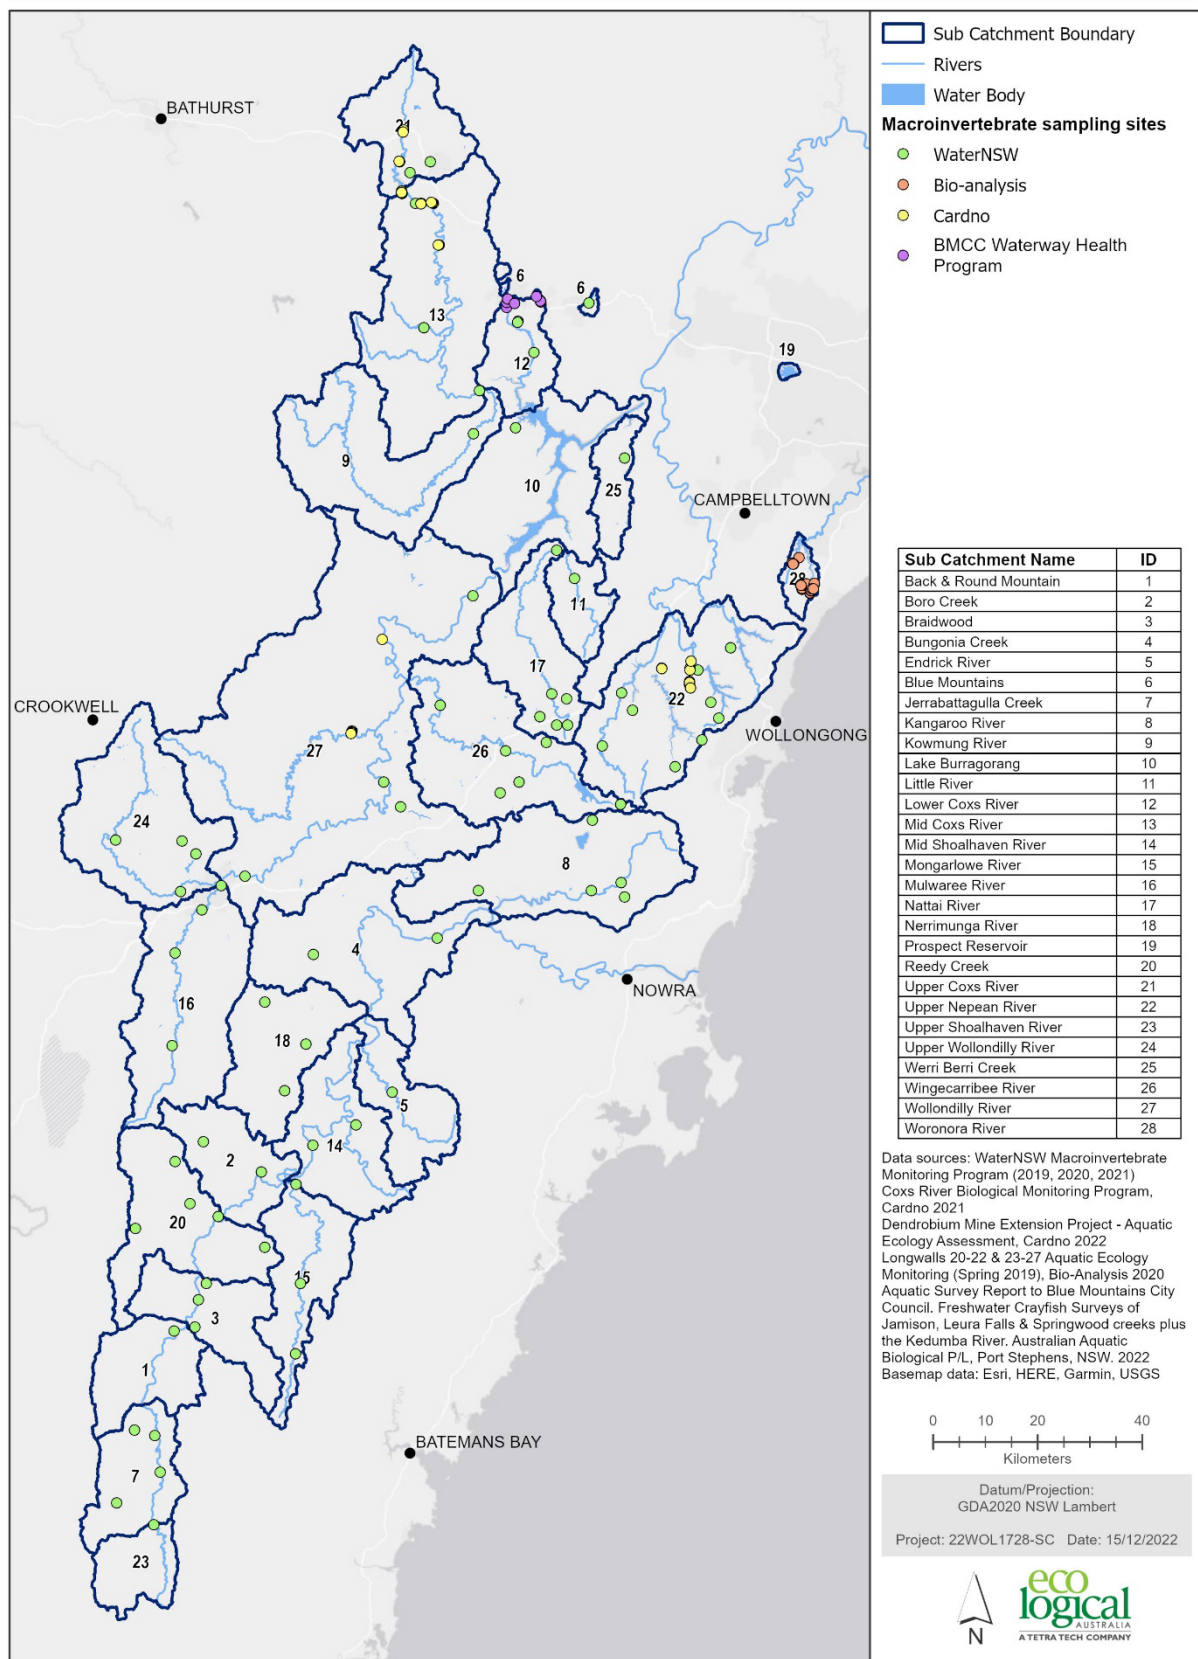 BATHURST
21
6
6
13
12
19
9
10
25
CAMPBELLTOWN
28
11
17
22
CROOKWELL
WOLLONGONG
27
26
24
8
4
NOWRA
16
18
5
14
2
20
15
3
1
BATEMANS BAY
7
23
Sub Catchment Boundary
Rivers
Water Body
Macroinvertebrate sampling sites
WaterNSW
Bio-analysis
Cardno
BMCC Waterway Health
Program
Sub Catchment Name ID
Back & Round Mountain 1
Boro Creek 2
Braidwood 3
Bungonia Creek 4
Endrick River 5
Blue Mountains 6
Jerrabattagulla Creek 7
Kangaroo River 8
Kowmung River 9
Lake Burragorang 10
Little River 11
Lower Coxs River 12
Mid Coxs River 13
Mid Shoalhaven River 14
Mongarlowe River 15
Mulwaree River 16
Nattai River 17
Nerrimunga River 18
Prospect Reservoir 19
Reedy Creek 20
Upper Coxs River 21
Upper Nepean River 22
Upper Shoalhaven River 23
Upper Wollondilly River 24
Werri Berri Creek 25
Wingecarribee River 26
Wollondilly River 27
Woronora River 28
Data sources: WaterNSW Macroinvertebrate
Monitoring Program (2019, 2020, 2021)
Coxs River Biological Monitoring Program,
Cardno 2021
Dendrobium Mine Extension Project - Aquatic
Ecology Assessment, Cardno 2022
Longwalls 20-22 & 23-27 Aquatic Ecology
Monitoring (Spring 2019), Bio-Analysis 2020
Aquatic Survey Report to Blue Mountains City
Council. Freshwater Crayfish Surveys of
Jamison, Leura Falls & Springwood creeks plus
the Kedumba River. Australian Aquatic
Biological P/L, Port Stephens, NSW. 2022
Basemap data: Esri, HERE, Garmin, USGS
0 10 20 40
Kilometers
Datum/Projection:
GDA2020 NSW Lambert
Project: 22WOL1728-SC Date: 15/12/2022
N
eco
logical
AUSTRALIA
A TETRA TECH COMPANY